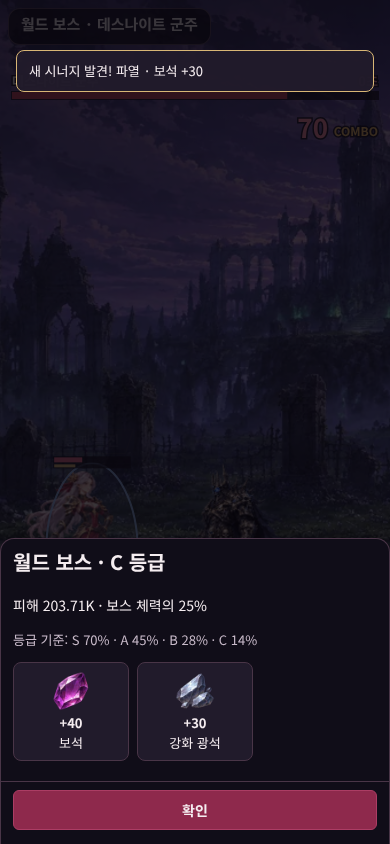 월드 보스 · 데스나이트 군주
새 시너지 발견! 파열 · 보석 +30
70 COMBO
월드 보스 · C 등급
피해 203.71K · 보스 체력의 25%
등급 기준: S 70% · A 45% · B 28% · C 14%
+40
보석
+30
강화 광석
확인